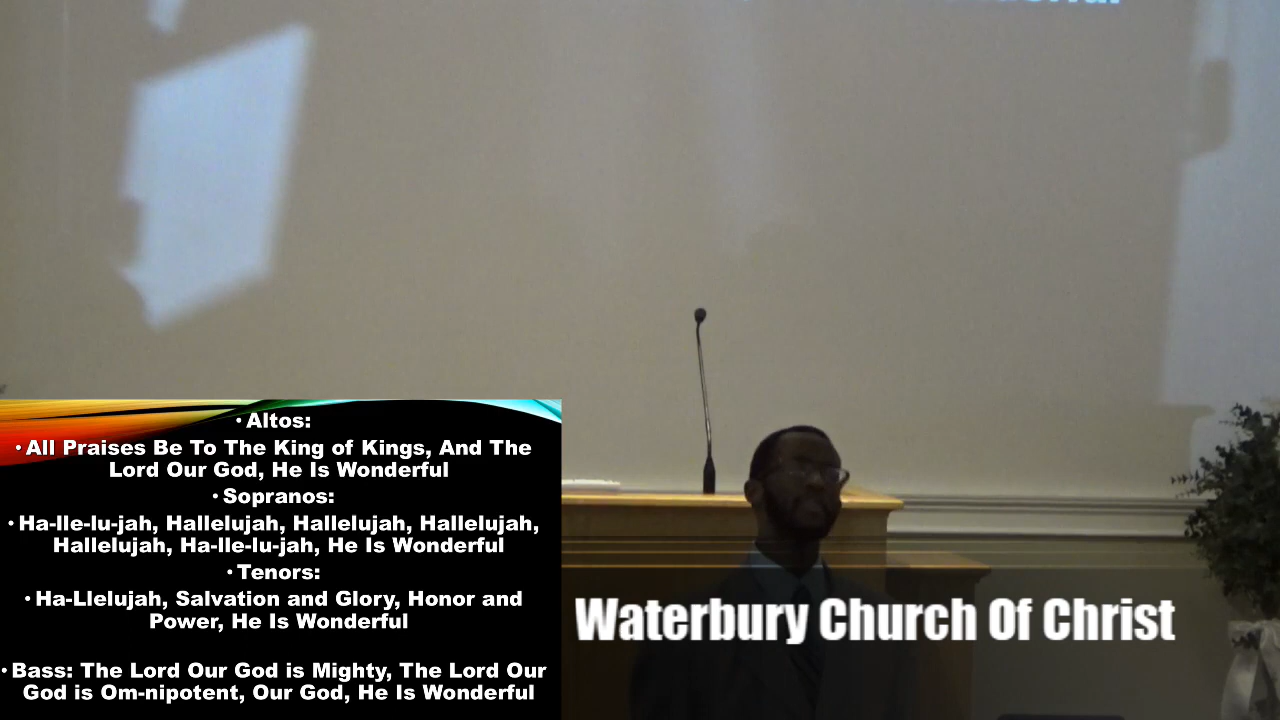 • Altos:
• All Praises Be To The King of Kings, And The
Lord Our God, He Is Wonderful
• Sopranos:
• Ha-lle-lu-jah, Hallelujah, Hallelujah, Hallelujah,
Hallelujah, Ha-lle-lu-jah, He Is Wonderful
• Tenors:
• Ha-Llelujah, Salvation and Glory, Honor and
Power, He Is Wonderful
• Bass: The Lord Our God is Mighty, The Lord Our
God is Om-nipotent, Our God, He Is Wonderful
Waterbury Church Of Christ